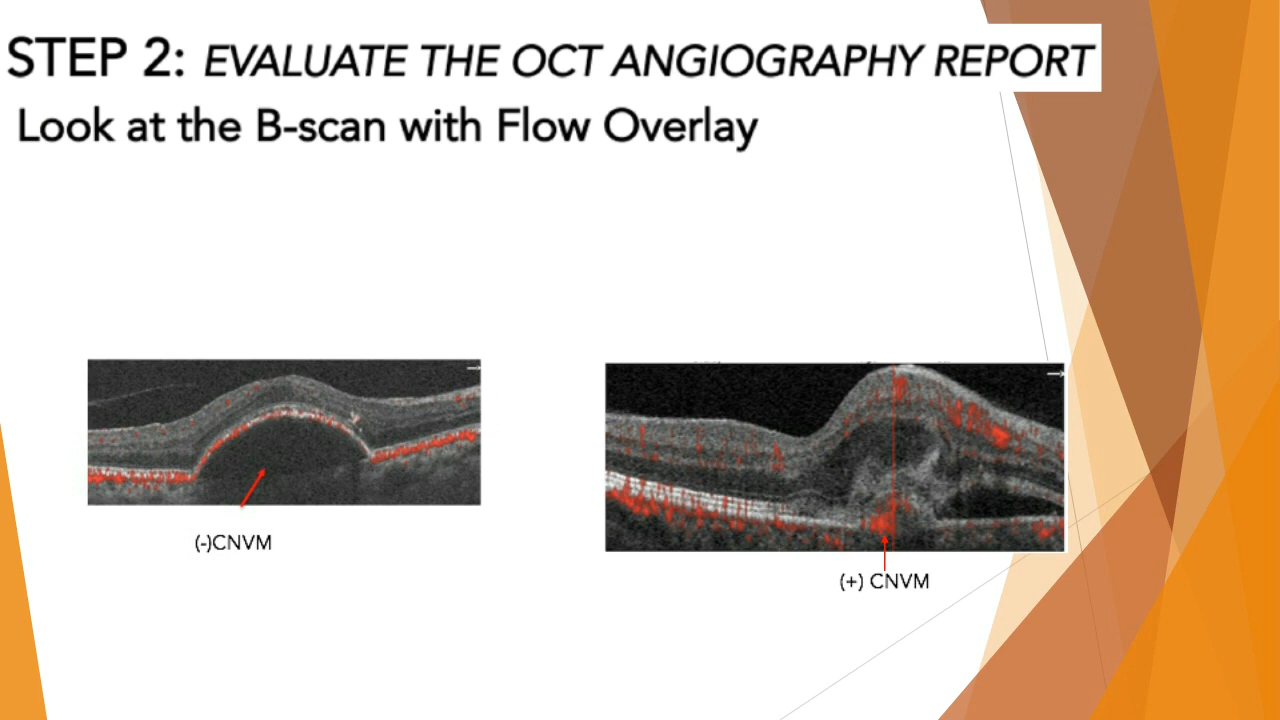 STEP 2: EVALUATE THE OCT ANGIOGRAPHY REPORT
Look at the B-scan with Flow Overlay
(-)CNVM
(+) CNVM